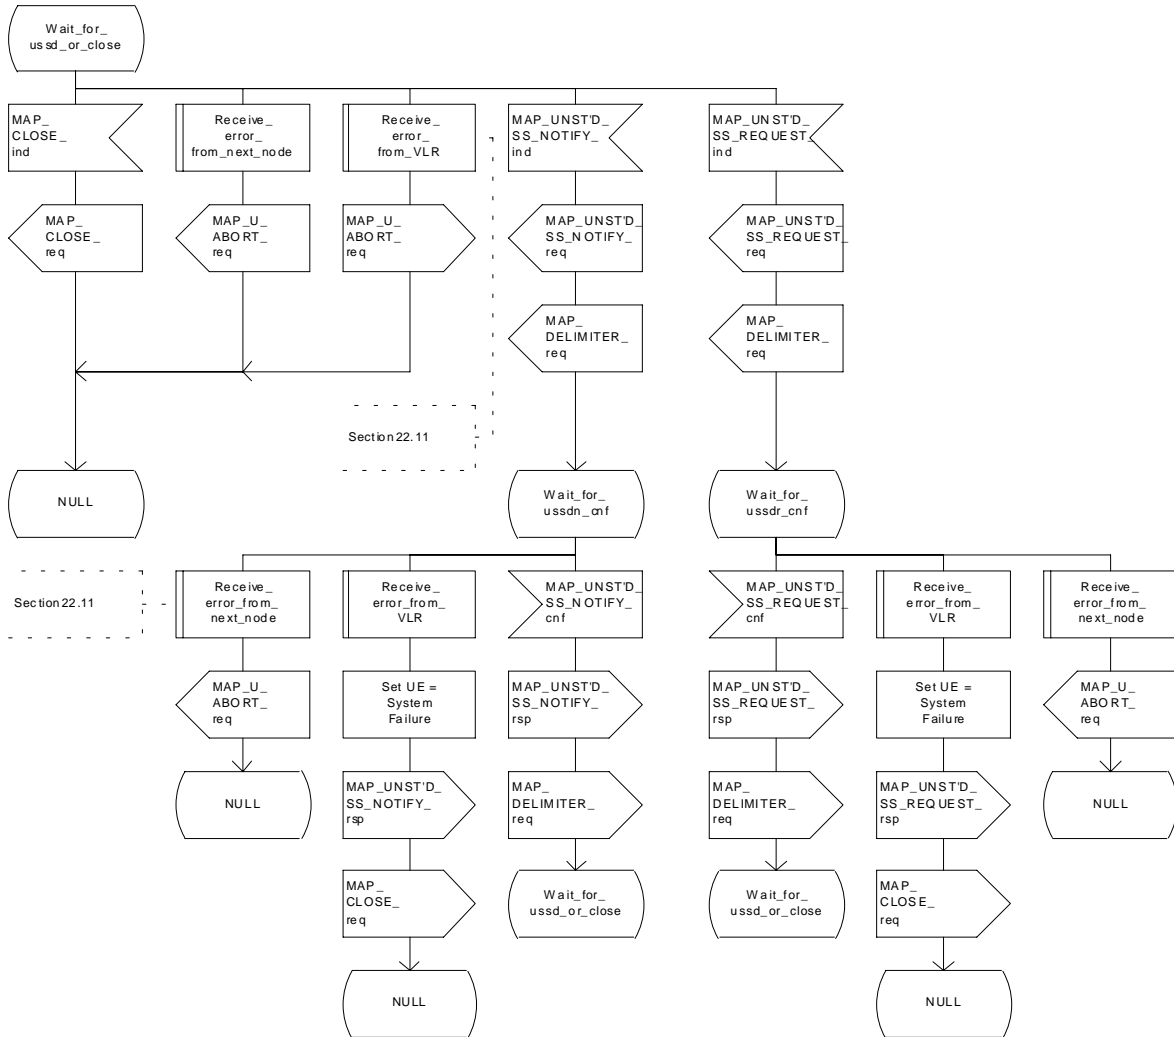 Wait_for_
ussd_or_close
MAP_
CLOSE_
ind
Receive_
error_
from_next_node
Receive_
error_
from_VLR
MAP_UNST'D_
SS_NOTIFY_
ind
MAP_UNST'D_
SS_REQUEST_
ind
MAP_
CLOSE_
req
MAP_U_
ABORT_
req
MAP_U_
ABORT_
req
MAP_UNST'D_
SS_NOTIFY_
req
MAP_UNST'D_
SS_REQUEST_
req
MAP_
DELIMITER_
req
MAP_
DELIMITER_
req
Section 22.11
NULL
Wait_for_
ussdn_cnf
Wait_for_
ussdr_cnf
Section 22.11
Receive_
error_from_
next_node
Receive_
error_from_
VLR
MAP_UNST'D_
SS_NOTIFY_
cnf
MAP_UNST'D_
SS_REQUEST_
cnf
Receive_
error_from_
VLR
Receive_
error_from_
next_node
MAP_U_
ABORT_
req
Set UE =
System
Failure
MAP_UNST'D_
SS_NOTIFY_
rsp
MAP_UNST'D_
SS_REQUEST_
rsp
Set UE =
System
Failure
MAP_U_
ABORT_
req
NULL
MAP_UNST'D_
SS_NOTIFY_
rsp
MAP_
DELIMITER_
req
MAP_
DELIMITER_
req
MAP_UNST'D_
SS_REQUEST_
rsp
NULL
MAP_
CLOSE_
req
Wait_for_
ussd_or_close
Wait_for_
ussd_or_close
MAP_
CLOSE_
req
NULL
NULL